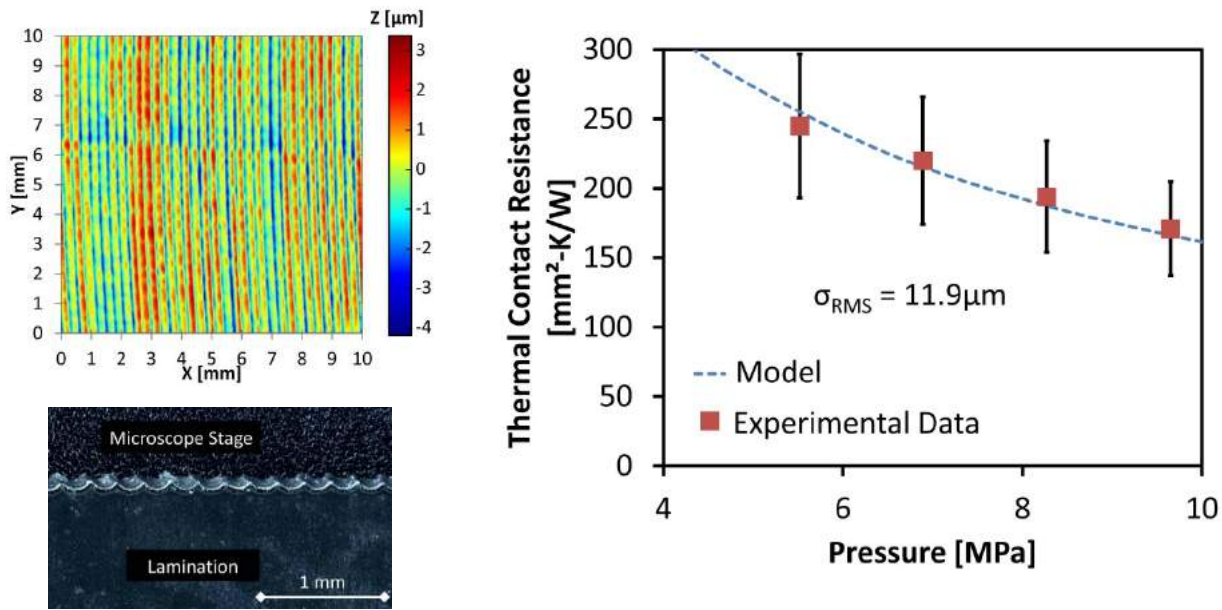 Z [μm]
10
9
8
7
6
5
4
3
2
1
0
Y [mm]
0 1 2 3 4 5 6 7 8 9 10
X [mm]
3
2
1
0
-1
-2
-3
-4
Microscope Stage
Lamination
1 mm
Thermal Contact Resistance
[mm²-K/W]
300
250
200
150
100
50
0
σRMS = 11.9μm
Model
Experimental Data
4 6 8 10
Pressure [MPa]